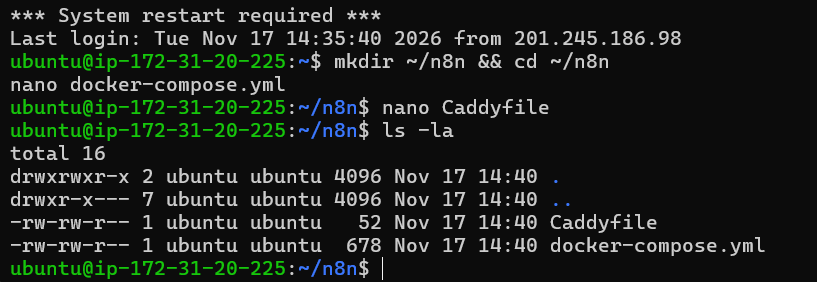 *** System restart required ***
Last login: Tue Nov 17 14:35:40 2026 from 201.245.186.98
ubuntu@ip-172-31-20-225:~$ mkdir ~/n8n && cd ~/n8n
nano docker-compose.yml
ubuntu@ip-172-31-20-225:~/n8n$ nano Caddyfile
ubuntu@ip-172-31-20-225:~/n8n$ ls -la
total 16
drwxrwxr-x 2 ubuntu ubuntu 4096 Nov 17 14:40 .
drwxr-x--- 7 ubuntu ubuntu 4096 Nov 17 14:40 ..
-rw-rw-r-- 1 ubuntu ubuntu   52 Nov 17 14:40 Caddyfile
-rw-rw-r-- 1 ubuntu ubuntu  678 Nov 17 14:40 docker-compose.yml
ubuntu@ip-172-31-20-225:~/n8n$